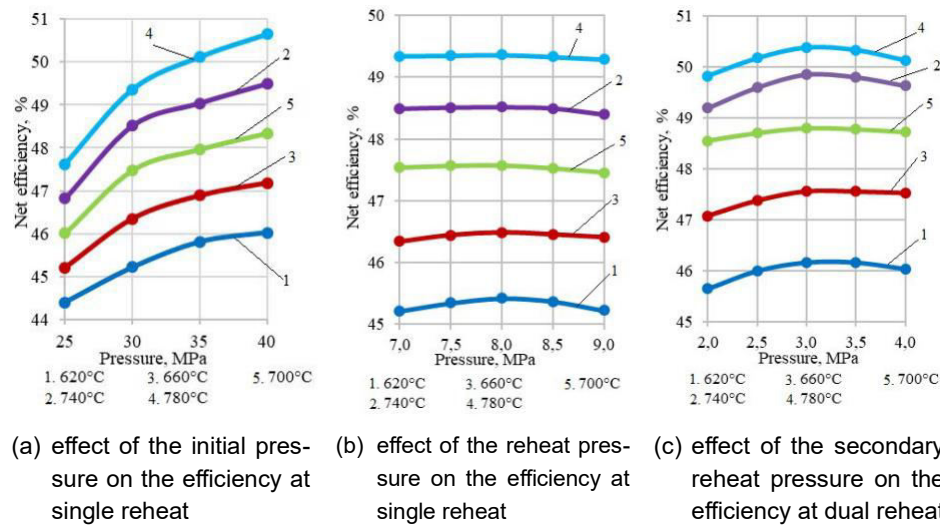 51
50
49
48
47
46
45
44
Net efficiency, %
4
2
5
3
1
25
30
35
40
Pressure, MPa
1. 620°C
3. 660°C
5. 700°C
2. 740°C
4. 780°C
(a) effect of the initial pres-
sure on the efficiency at
single reheat
50
49
48
47
46
45
Net efficiency, %
4
2
5
3
1
7,0
7,5
8,0
8,5
9,0
Pressure, MPa
1. 620°C
3. 660°C
5. 700°C
2. 740°C
4. 780°C
(b) effect of the reheat pres-
sure on the efficiency at
single reheat
51
50
49
48
47
46
45
Net efficiency, %
4
2
5
3
1
2,0
2,5
3,0
3,5
4,0
Pressure, MPa
1. 620°C
3. 660°C
5. 700°C
2. 740°C
4. 780°C
(c) effect of the secondary
reheat pressure on the
efficiency at dual reheat